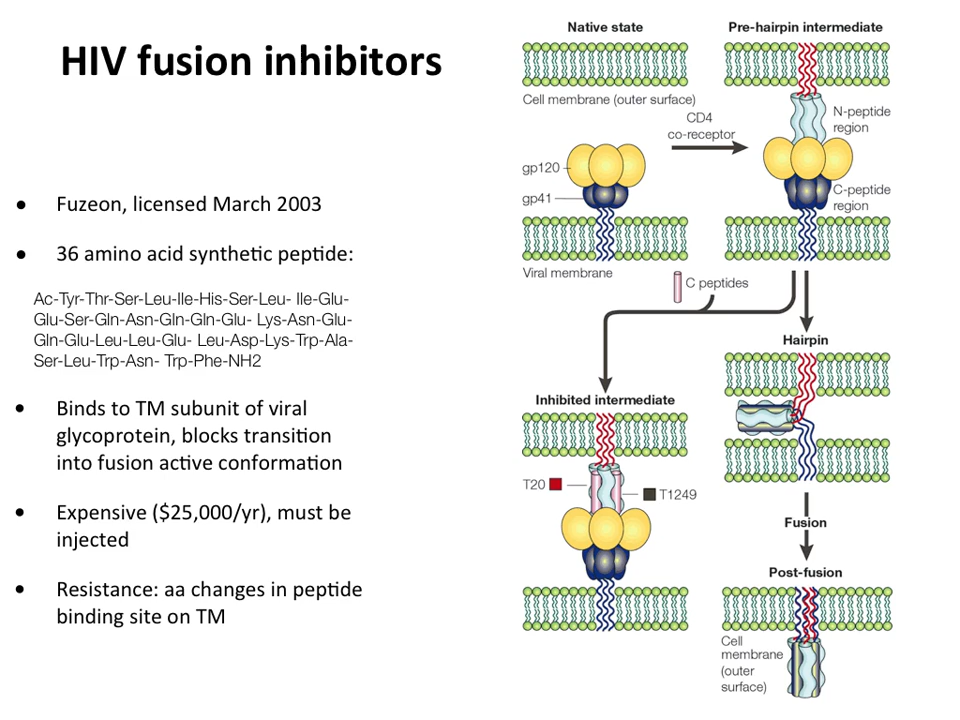 HIV fusion inhibitors
• Fuzeon, licensed March 2003
• 36 amino acid synthetic peptide:
Ac-Tyr-Thr-Ser-Leu-Ile-His-Ser-Leu- Ile-Glu-
Glu-Ser-Gln-Asn-Gln-Gln-Glu- Lys-Asn-Glu-
Gln-Glu-Leu-Leu-Glu- Leu-Asp-Lys-Trp-Ala-
Ser-Leu-Trp-Asn- Trp-Phe-NH2
• Binds to TM subunit of viral
glycoprotein, blocks transition
into fusion active conformation
• Expensive ($25,000/yr), must be
injected
• Resistance: aa changes in peptide
binding site on TM
Native state
Pre-hairpin intermediate
Cell membrane (outer surface)
CD4
co-receptor
N-peptide
region
gp120
gp41
C-peptide
region
Viral membrane
C peptides
Hairpin
Inhibited intermediate
T20
T1249
Fusion
Post-fusion
Cell
membrane
(outer
surface)